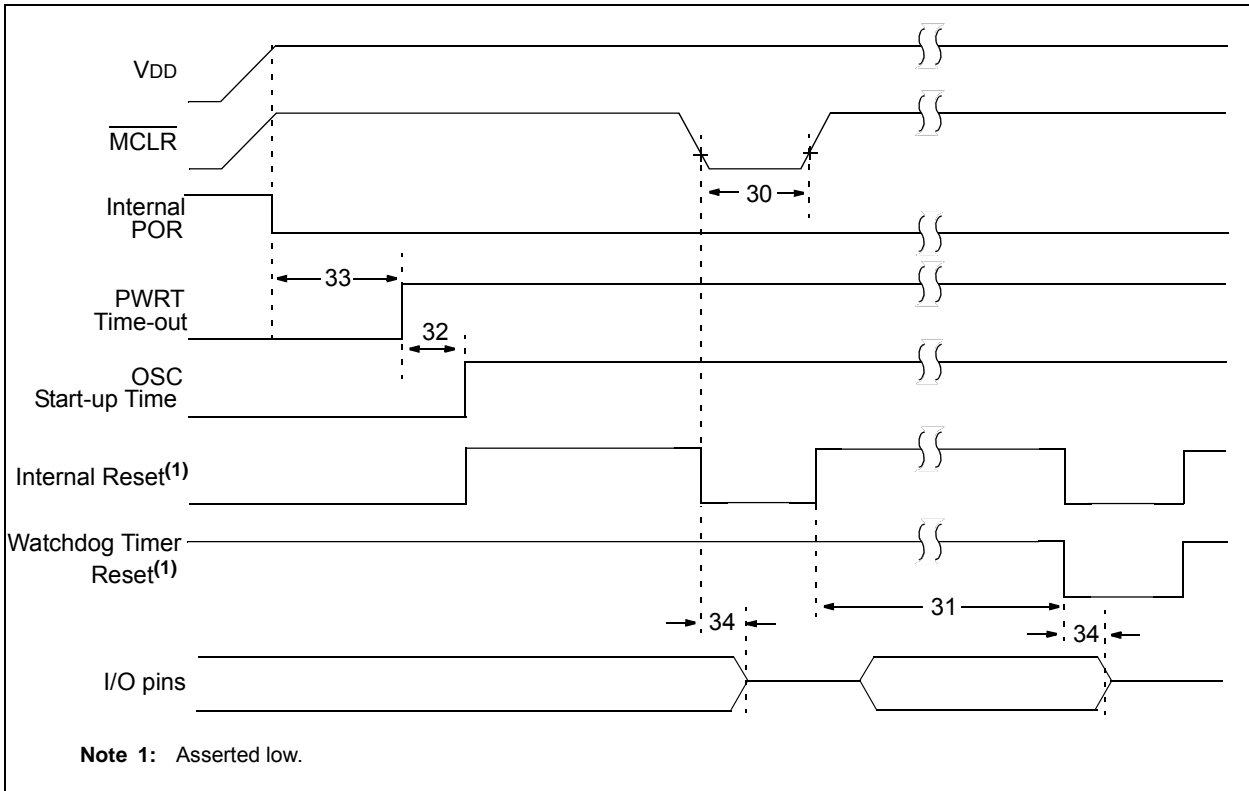 VDD
MCLR
30
Internal
POR
33
PWRT
Time-out
32
OSC
Start-up Time
Internal Reset(1)
Watchdog Timer
Reset(1)
31
34
34
I/O pins
Note 1: Asserted low.